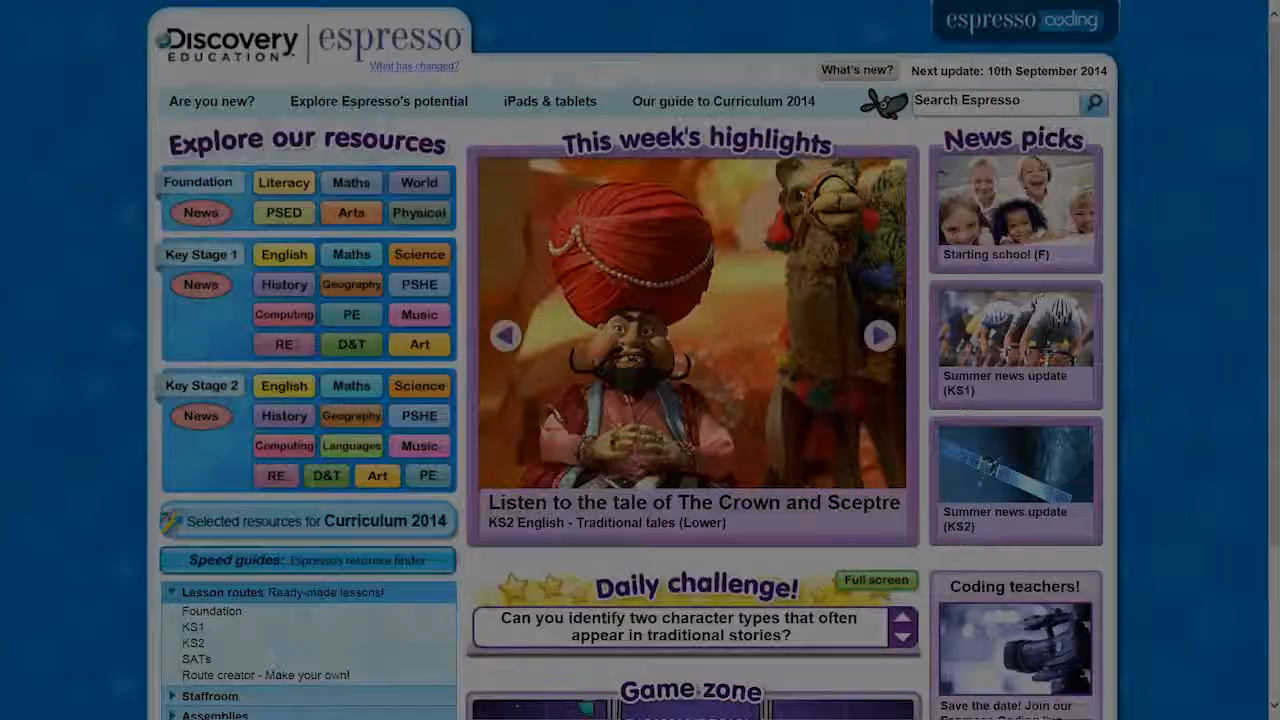 Discovery
EDUCATION
espresso
What has changed?
espresso coding
What's new?
Next update: 10th September 2014
Are you new?
Explore Espresso's potential
iPads & tablets
Our guide to Curriculum 2014
Search Espresso
Explore our resources
Foundation
Literacy
Maths
World
News
PSED
Arts
Physical
Key Stage 1
English
Maths
Science
News
History
Geography
PSHE
Computing
PE
Music
RE
D&T
Art
Key Stage 2
English
Maths
Science
News
History
Geography
PSHE
Computing
Languages
Music
RE
D&T
Art
PE
Selected resources for Curriculum 2014
Speed guides: Espresso's resource finder
Lesson routes Ready-made lessons!
Foundation
KS1
KS2
SATs
Route creator - Make your own!
Staffroom
Assemblies
This week's highlights
Listen to the tale of The Crown and Sceptre
KS2 English - Traditional tales (Lower)
Daily challenge!
Full screen
Can you identify two character types that often
appear in traditional stories?
Game zone
News picks
Starting school (F)
Summer news update
(KS1)
Summer news update
(KS2)
Coding teachers!
Save the date! Join our